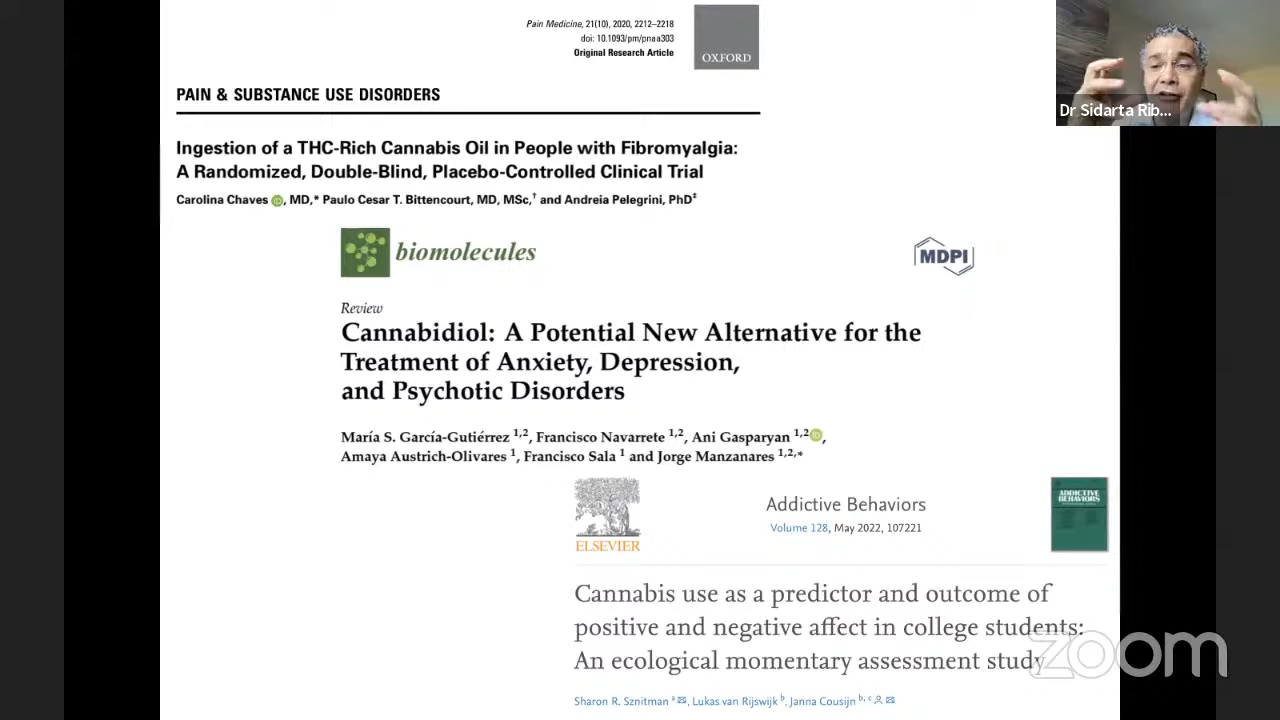 Pain Medicine, 21(10), 2020, 2212–2218
doi: 10.1093/pm/pnaa303
Original Research Article
OXFORD
Dr Sidarta Rib...
PAIN & SUBSTANCE USE DISORDERS
Ingestion of a THC-Rich Cannabis Oil in People with Fibromyalgia:
A Randomized, Double-Blind, Placebo-Controlled Clinical Trial
Carolina Chaves, MD,* Paulo Cesar T. Bittencourt, MD, MSc,† and Andreia Pelegrini, PhD‡
biomolecules
MDPI
Review
Cannabidiol: A Potential New Alternative for the
Treatment of Anxiety, Depression,
and Psychotic Disorders
María S. García-Gutiérrez 1,2, Francisco Navarrete 1,2, Ani Gasparyan 1,2,
Amaya Austrich-Olivares 1, Francisco Sala 1 and Jorge Manzanares 1,2,*
ELSEVIER
Addictive Behaviors
Volume 128, May 2022, 107221
ADDICTIVE
BEHAVIORS
Cannabis use as a predictor and outcome of
positive and negative affect in college students:
An ecological momentary assessment study
zoom
Sharon R. Sznitman a, Lukas van Rijswijk b, Janna Cousijn b, c